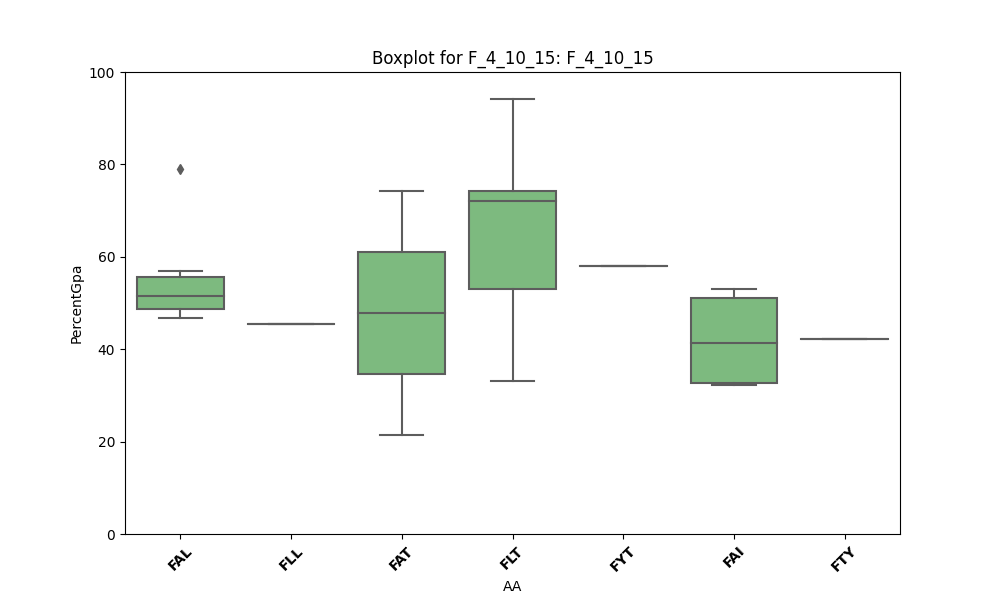 Boxplot for F_4_10_15: F_4_10_15
100
80
60
40
20
0
PercentGpa
FAL
FLL
FAT
FLT
FYT
FAI
FTY
AA